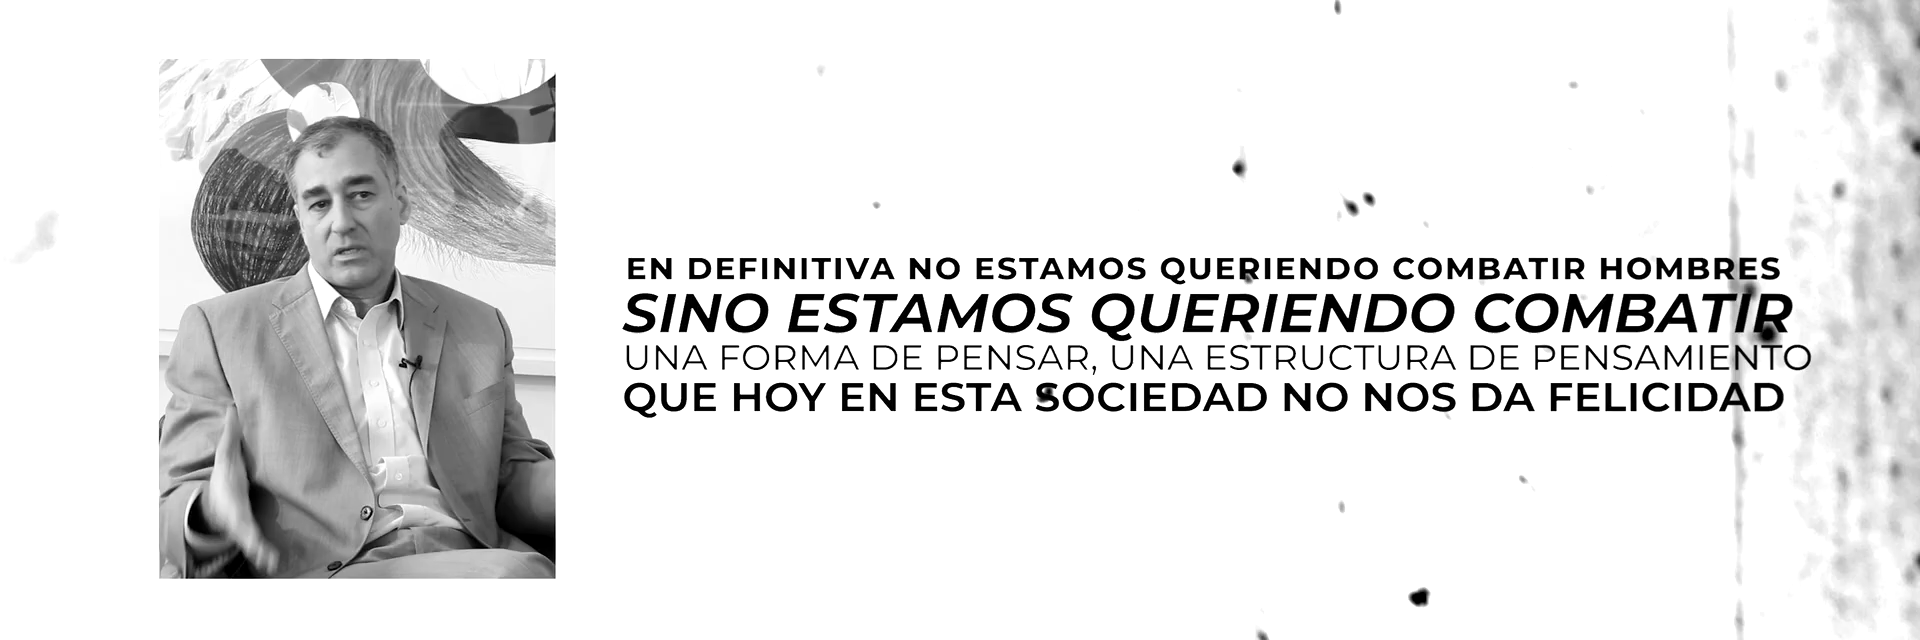 EN DEFINITIVA NO ESTAMOS QUERIENDO COMBATIR HOMBRES
SINO ESTAMOS QUERIENDO COMBATIR
UNA FORMA DE PENSAR, UNA ESTRUCTURA DE PENSAMIENTO
QUE HOY EN ESTA SOCIEDAD NO NOS DA FELICIDAD